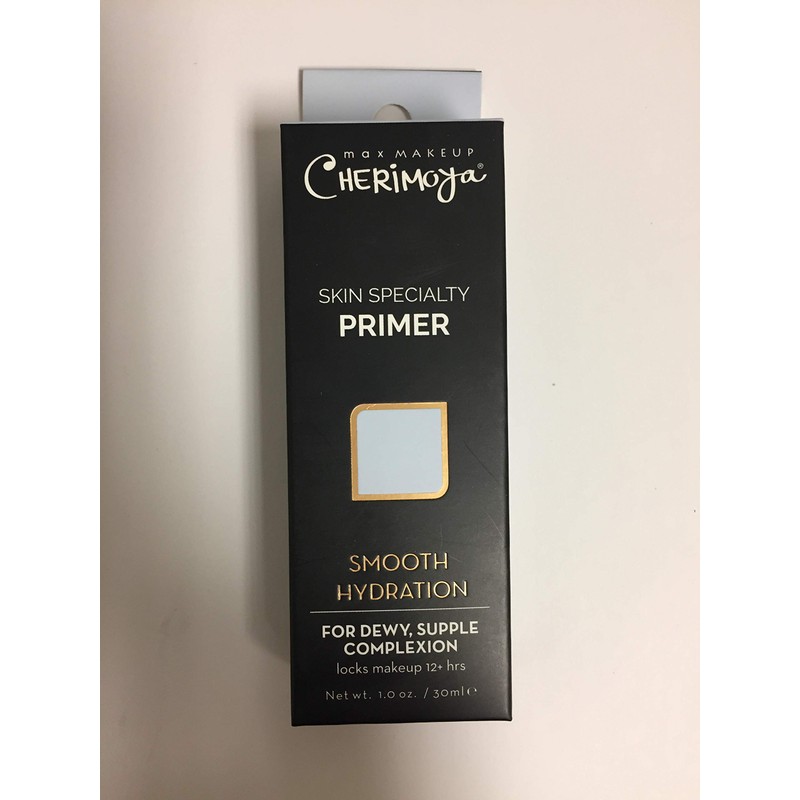 max MAKEUP
CHERIMOYA®
SKIN SPECIALTY
PRIMER
SMOOTH
HYDRATION
FOR DEWY, SUPPLE
COMPLEXION
locks makeup 12+ hrs
Net wt. 1.0 oz. / 30ml ℮